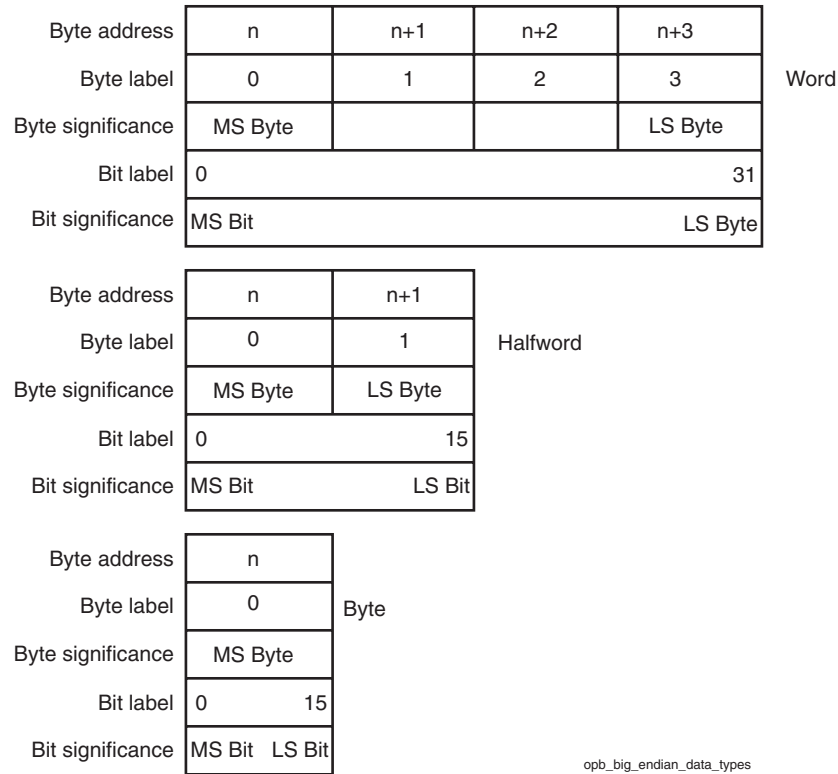 Byte address n n+1 n+2 n+3
Byte label 0 1 2 3 Word
Byte significance MS Byte LS Byte
Bit label 0 31
Bit significance MS Bit LS Byte
Byte address n n+1
Byte label 0 1 Halfword
Byte significance MS Byte LS Byte
Bit label 0 15
Bit significance MS Bit LS Bit
Byte address n
Byte label 0 Byte
Byte significance MS Byte
Bit label 0 15
Bit significance MS Bit LS Bit
opb_big_endian_data_types